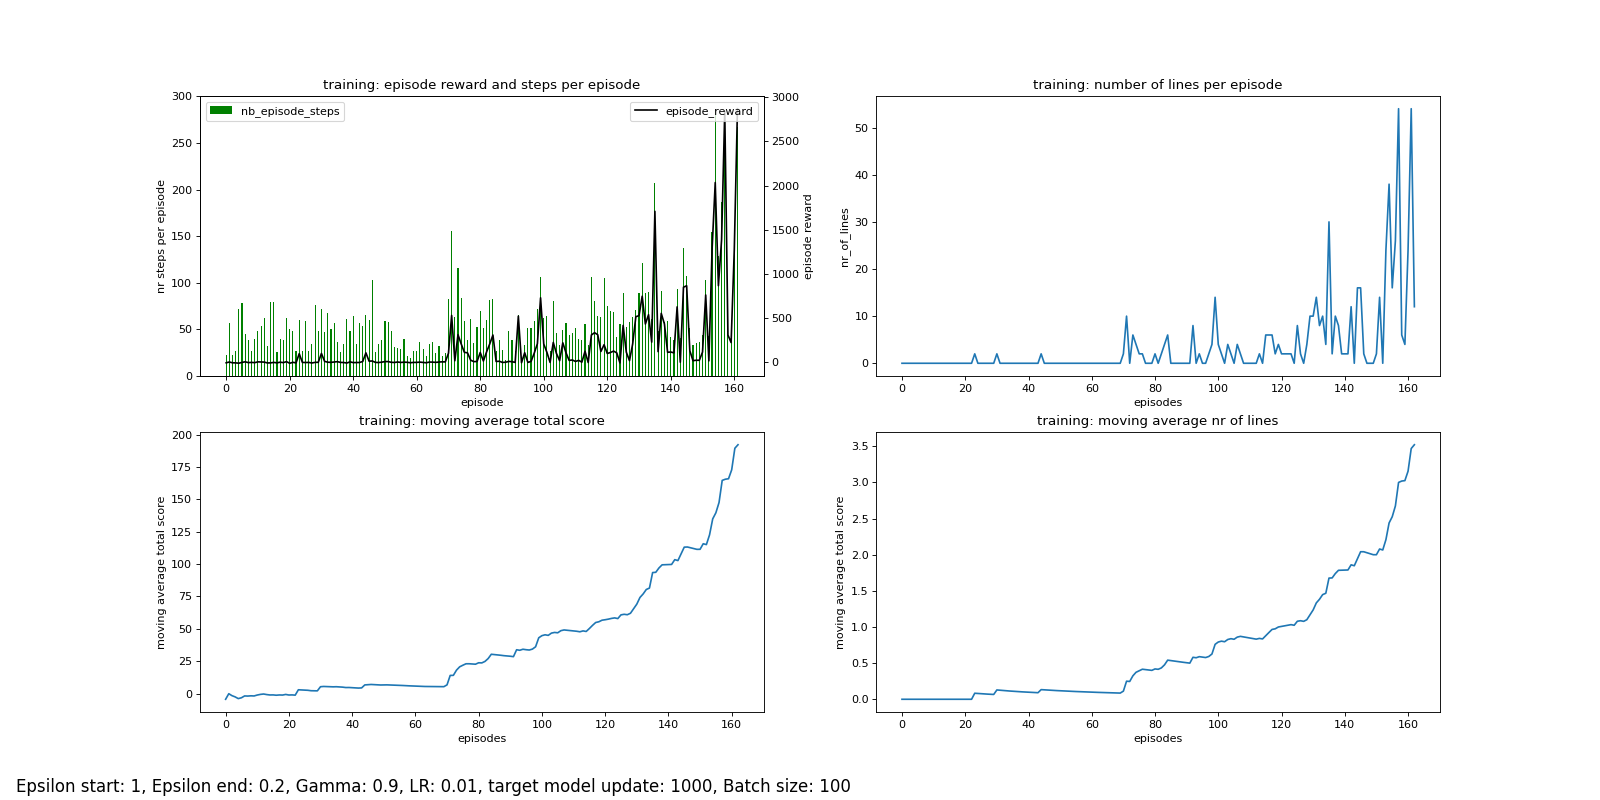 training: episode reward and steps per episode
nb_episode_steps
episode_reward
nr steps per episode
300
250
200
150
100
50
0
3000
2500
2000
1500
1000
500
0
episode reward
0 20 40 60 80 100 120 140 160
episode
training: number of lines per episode
nr_of_lines
50
40
30
20
10
0
0 20 40 60 80 100 120 140 160
episodes
training: moving average total score
moving average total score
200
175
150
125
100
75
50
25
0
0 20 40 60 80 100 120 140 160
episodes
training: moving average nr of lines
moving average total score
3.5
3.0
2.5
2.0
1.5
1.0
0.5
0.0
0 20 40 60 80 100 120 140 160
episodes
Epsilon start: 1, Epsilon end: 0.2, Gamma: 0.9, LR: 0.01, target model update: 1000, Batch size: 100